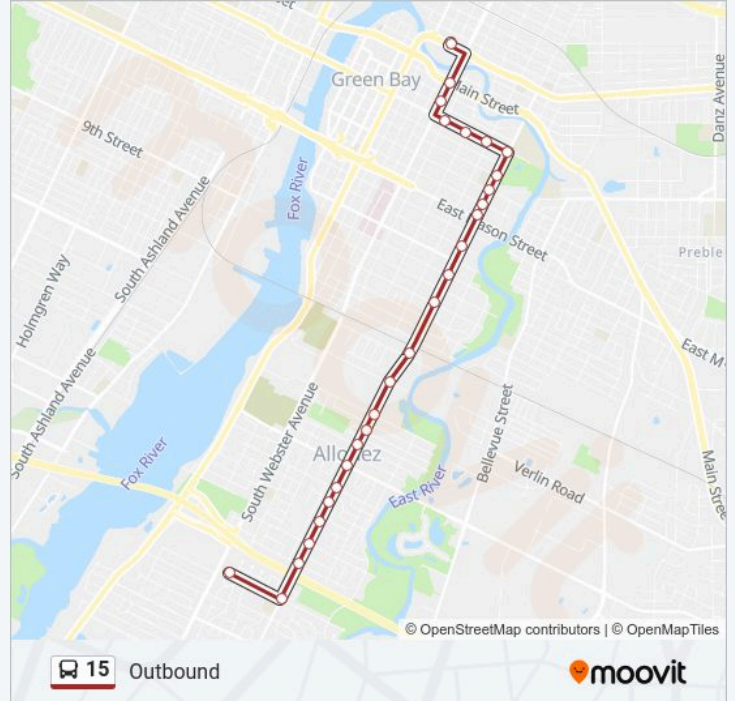 Green Bay
Main Street
Danz Avenue
9th Street
Fox River
South Ashland Avenue
East Mason Street
Preble
Holmgren Way
East M
South Ashland Avenue
South Webster Avenue
Bellevue Street
Allouez
Fox River
East River
Verlin Road
Main Stree
© OpenStreetMap contributors | © OpenMapTiles
15 Outbound
moovit